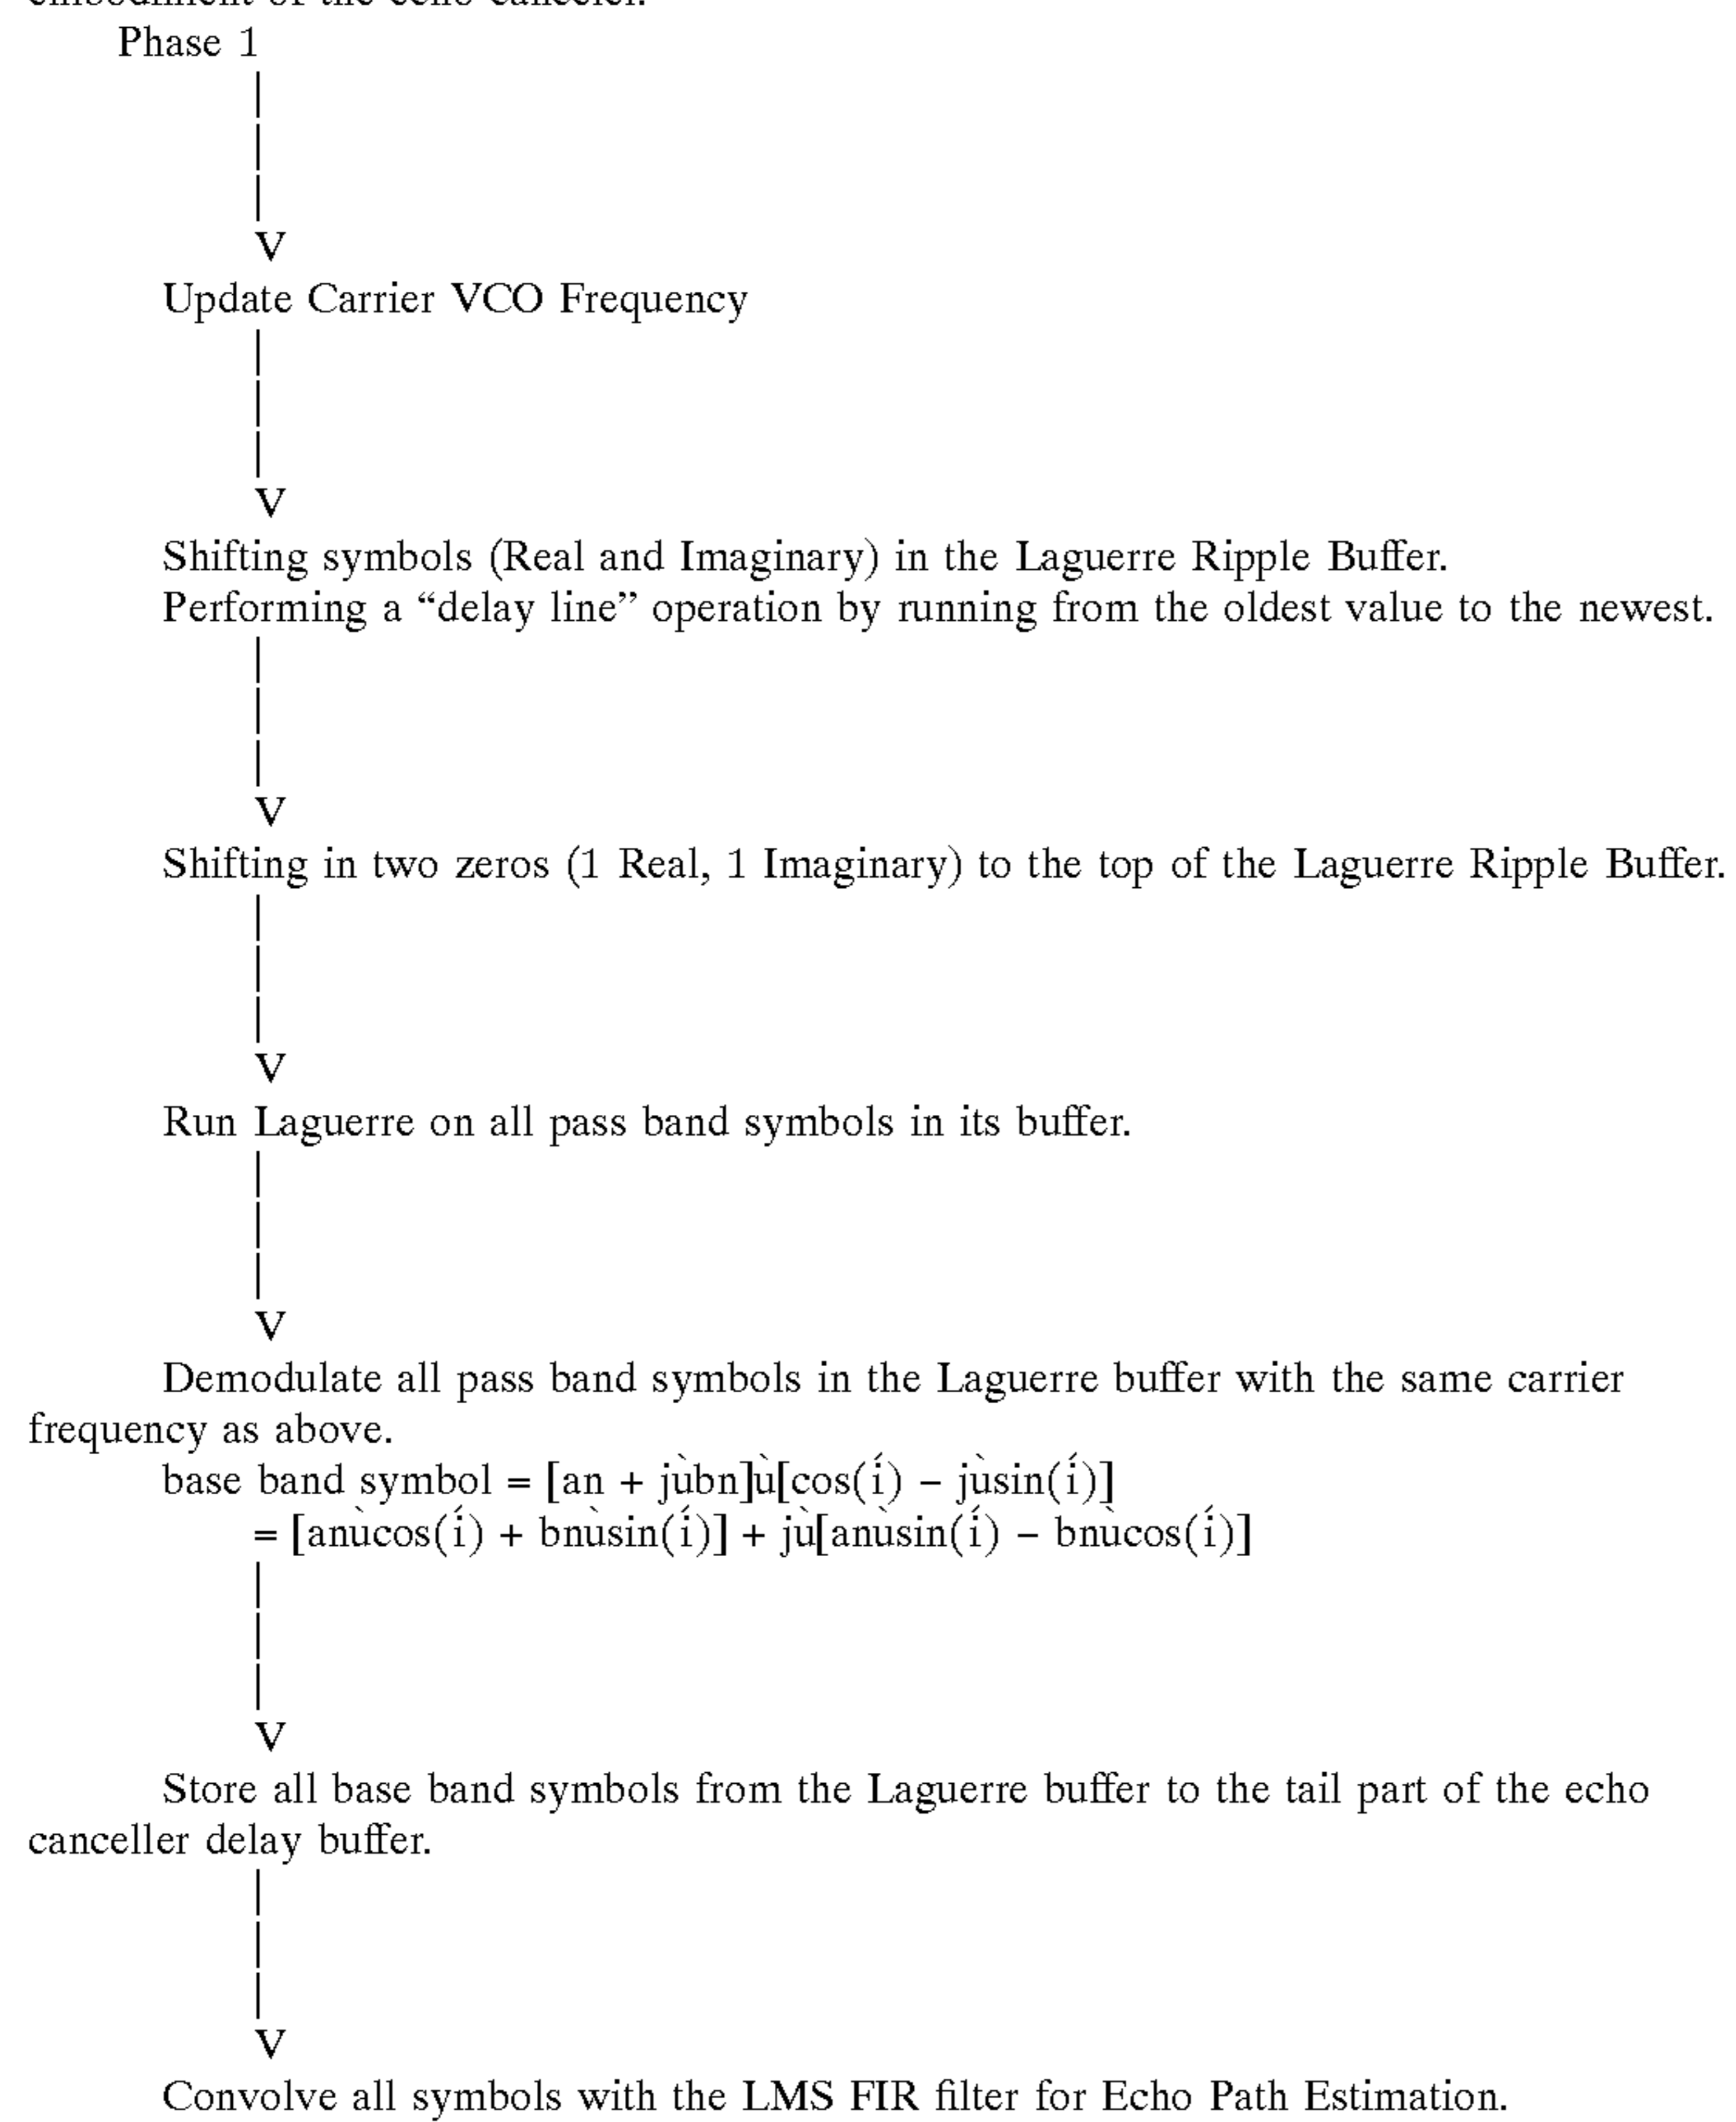 embodiment of the echo canceler.
Phase 1
|
|
|
V
Update Carrier VCO Frequency
|
|
|
V
Shifting symbols (Real and Imaginary) in the Laguerre Ripple Buffer.
Performing a “delay line” operation by running from the oldest value to the newest.
|
|
|
V
Shifting in two zeros (1 Real, 1 Imaginary) to the top of the Laguerre Ripple Buffer.
|
|
|
V
Run Laguerre on all pass band symbols in its buffer.
|
|
|
V
Demodulate all pass band symbols in the Laguerre buffer with the same carrier
frequency as above.
base band symbol = [an + jùbn]ù[cos(í) − jùsin(í)]
= [anùcos(í) + bnùsin(í)] + jù[anùsin(í) − bnùcos(í)]
|
|
|
V
Store all base band symbols from the Laguerre buffer to the tail part of the echo
canceller delay buffer.
|
|
|
V
Convolve all symbols with the LMS FIR filter for Echo Path Estimation.